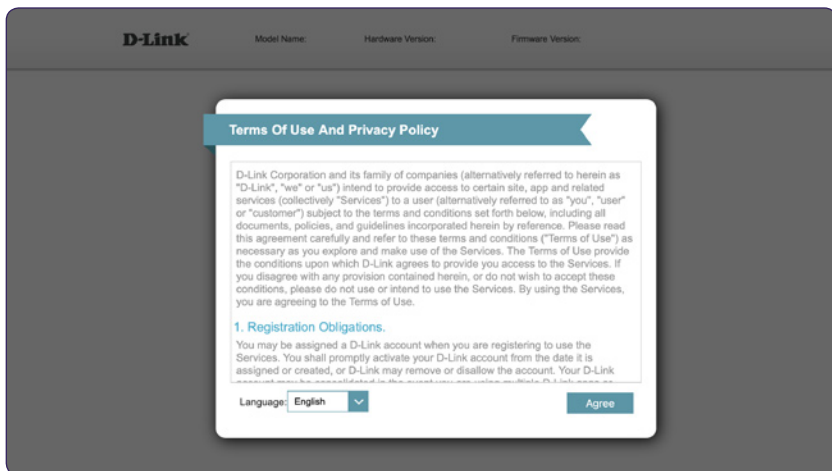 D-Link Model Name: Hardware Version: Firmware Version:
Terms Of Use And Privacy Policy
D-Link Corporation and its family of companies (alternatively referred to herein as
"D-Link", "we" or "us") intend to provide access to certain site, app and related
services (collectively "Services") to a user (alternatively referred to as "you", "user"
or "customer") subject to the terms and conditions set forth below, including all
documents, policies, and guidelines incorporated herein by reference. Please read
this agreement carefully and refer to these terms and conditions ("Terms of Use") as
necessary as you explore and make use of the Services. The Terms of Use provide
the conditions upon which D-Link agrees to provide you access to the Services. If
you disagree with any provision contained herein, or do not wish to accept these
conditions, please do not use or intend to use the Services. By using the Services,
you are agreeing to the Terms of Use.
1. Registration Obligations.
You may be assigned a D-Link account when you are registering to use the
Services. You shall promptly activate your D-Link account from the date it is
assigned or created, or D-Link may remove or disallow the account. Your D-Link
Language: English Agree